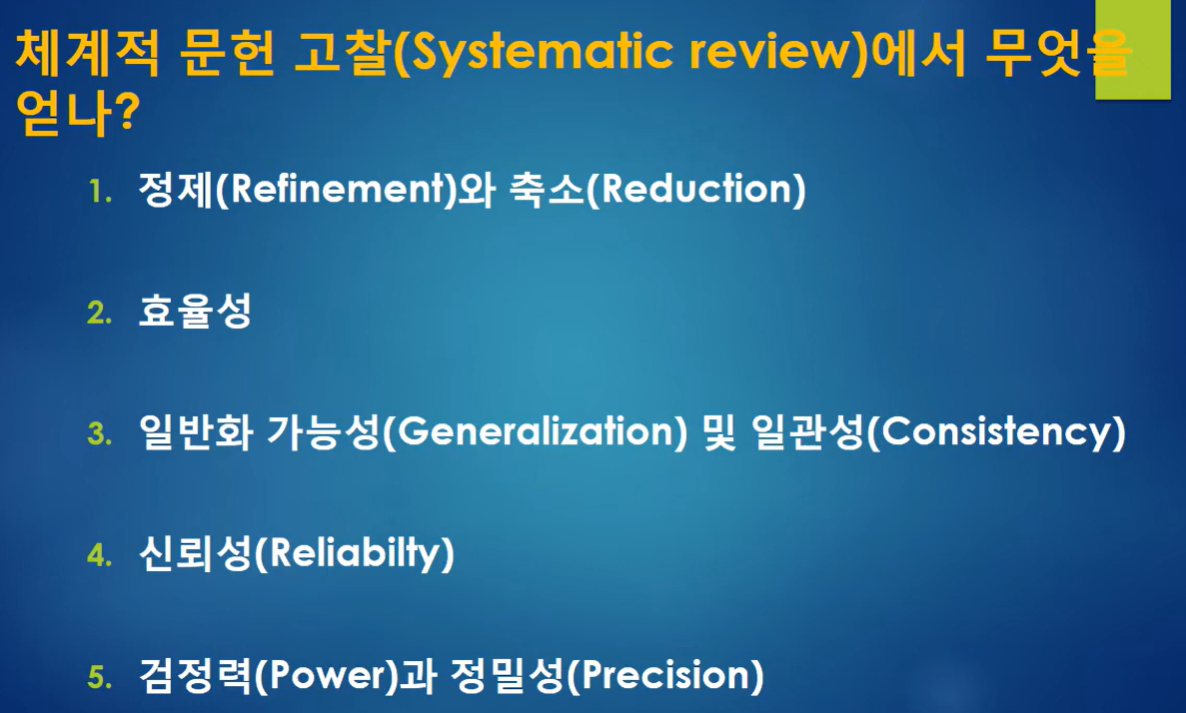 체계적 문헌 고찰(Systematic review)에서 무엇을
얻나?
1. 정제(Refinement)와 축소(Reduction)
2. 효율성
3. 일반화 가능성(Generalization) 및 일관성(Consistency)
4. 신뢰성(Reliabilty)
5. 검정력(Power)과 정밀성(Precision)